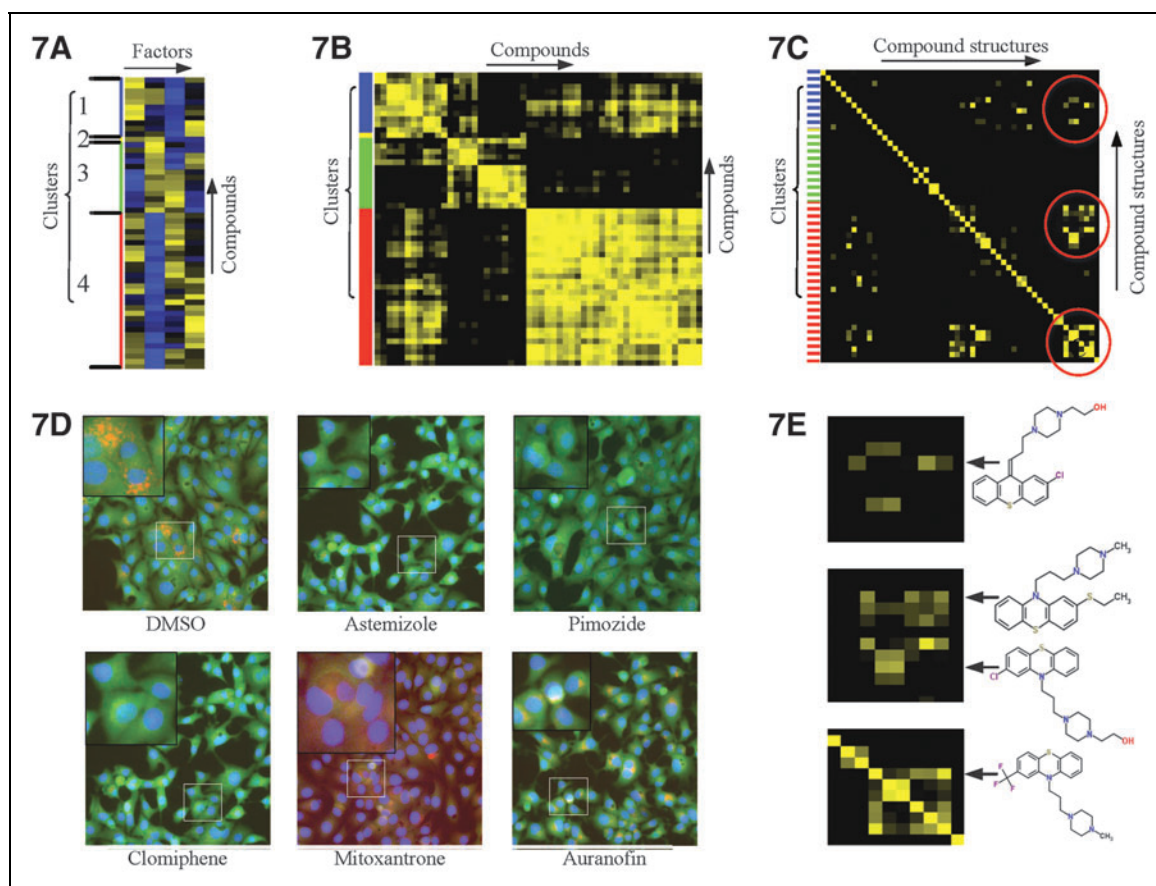 7A
Factors
Clusters
1
2
3
4
Compounds
7B
Compounds
Clusters
Compounds
7C
Compound structures
Clusters
Compound structures
7D
DMSO
Astemizole
Pimozide
Clomiphene
Mitoxantrone
Auranofin
7E
OH
N
N
Cl
S
CH3
N
N
N
S
CH3
S
S
Cl
N
N
N
OH
S
F
F
F
N
N
N
CH3